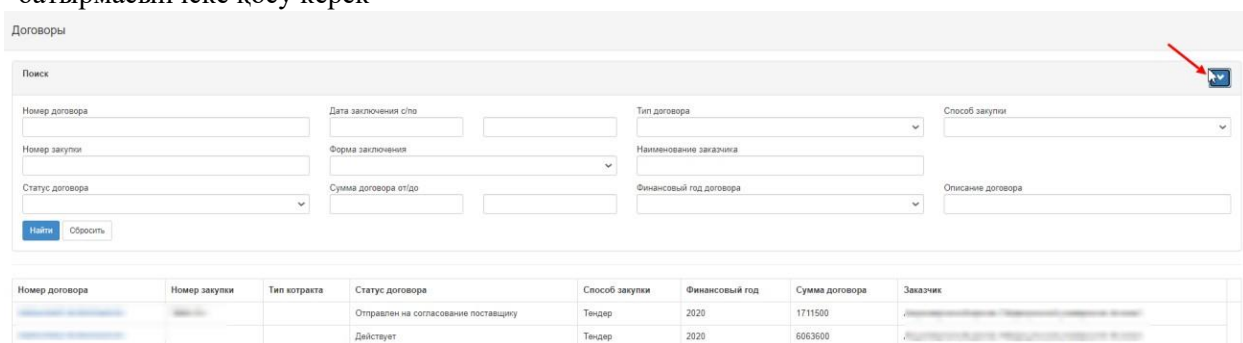 батырмасын іске қосу керек
Договоры
Поиск
Номер договора Дата заключения с/по Тип договора Способ закупки
Номер закупки Форма заключения Наименование заказчика
Статус договора Сумма договора от/до Финансовый год договора Описание договора
Найти Сбросить
Номер договора Номер закупки Тип котракта Статус договора Способ закупки Финансовый год Сумма договора Заказчик
Отправлен на согласование поставщику Тендер 2020 1711500
Действует Тендер 2020 6063600